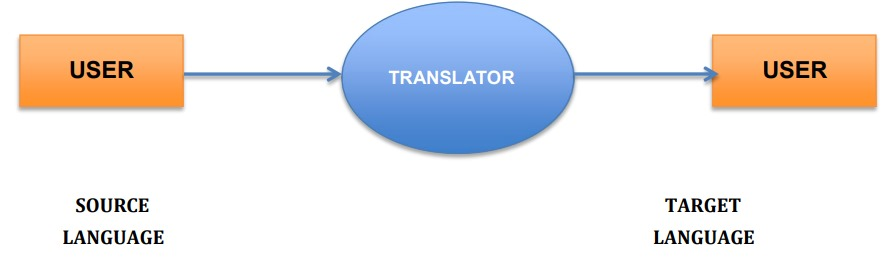 USER
TRANSLATOR
USER
SOURCE
LANGUAGE
TARGET
LANGUAGE